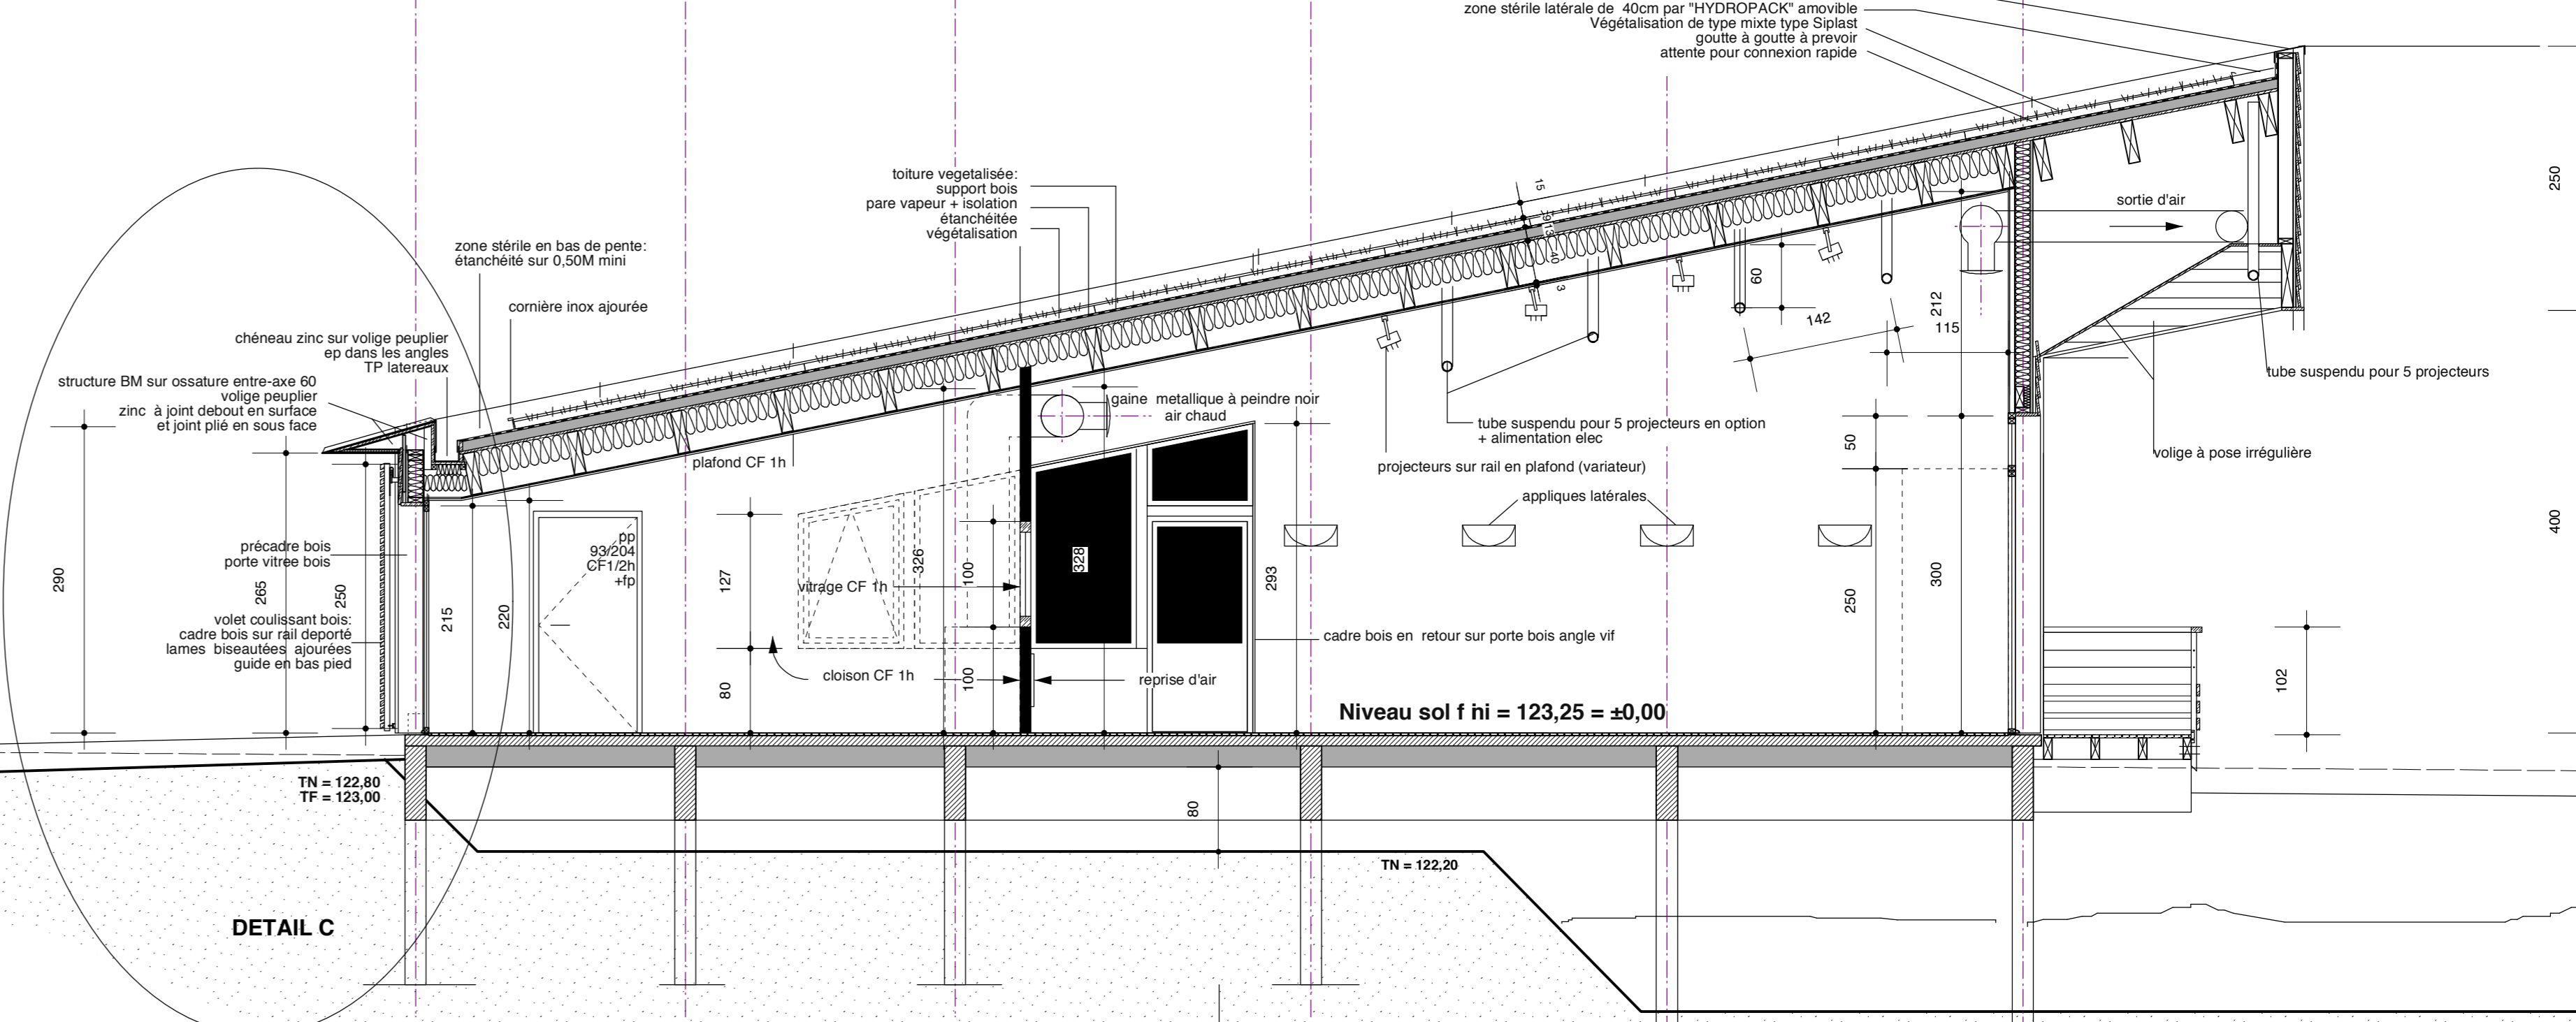 zone stérile latérale de 40cm par "HYDROPACK" amovible
Végétalisation de type mixte type Siplast
goutte à goutte à prevoir
attente pour connexion rapide
toiture vegetalisée:
support bois
pare vapeur + isolation
étanchéitée
végétalisation
zone stérile en bas de pente:
étanchéité sur 0,50M mini
cornière inox ajourée
chéneau zinc sur volige peuplier
ep dans les angles
TP latereaux
structure BM sur ossature entre-axe 60
volige peuplier
zinc à joint debout en surface
et joint plié en sous face
précadre bois
porte vitree bois
volet coulissant bois:
cadre bois sur rail deporté
lames biseautées ajourées
guide en bas pied
290
265
250
215
220
pp
93/204
CF1/2h
+fp
plafond CF 1h
127
80
vitrage CF 1h
cloison CF 1h
326
100
100
328
293
gaine metallique à peindre noir
air chaud
reprise d'air
cadre bois en retour sur porte bois angle vif
15
9
13
40
3
tube suspendu pour 5 projecteurs en option
+ alimentation elec
projecteurs sur rail en plafond (variateur)
appliques latérales
60
142
212
115
50
250
300
sortie d'air
tube suspendu pour 5 projecteurs
volige à pose irrégulière
250
400
102
Niveau sol f ni = 123,25 = ±0,00
TN = 122,80
TF = 123,00
80
TN = 122,20
DETAIL C